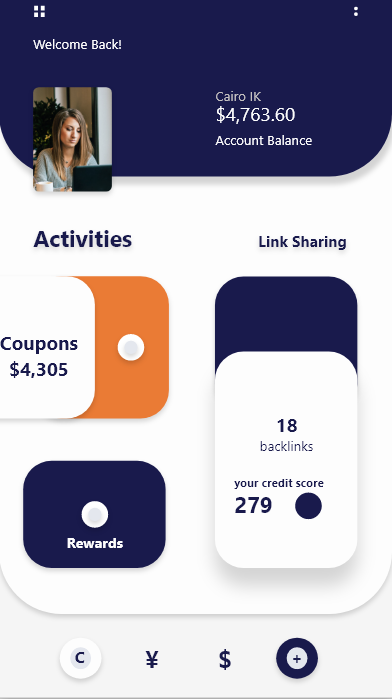 Welcome Back!
Cairo IK
$4,763.60
Account Balance
Activities
Link Sharing
Coupons
$4,305
18
backlinks
your credit score
279
Rewards
C ¥ $ +